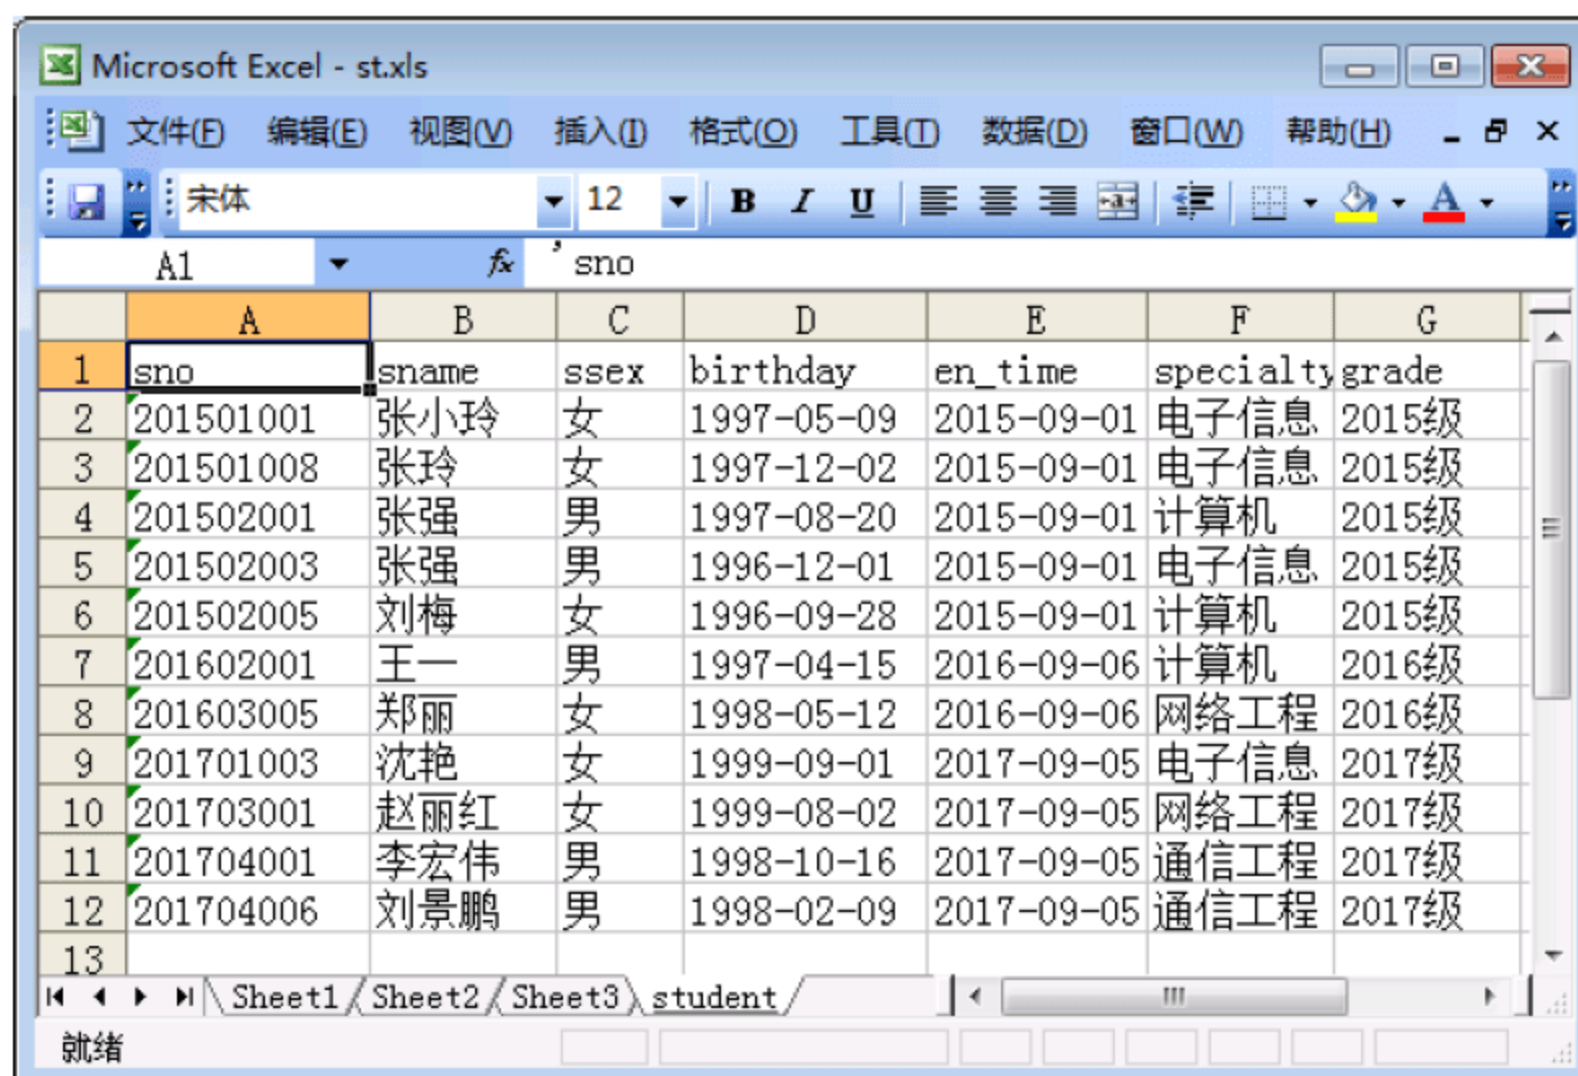 Microsoft Excel - st.xls
文件(F) 编辑(E) 视图(V) 插入(I) 格式(O) 工具(T) 数据(D) 窗口(W) 帮助(H)
宋体 12 B I U A
A1 fx 'sno
A B C D E F G
1 sno sname ssex birthday en_time specialty grade
2 201501001 张小玲 女 1997-05-09 2015-09-01 电子信息 2015级
3 201501008 张玲 女 1997-12-02 2015-09-01 电子信息 2015级
4 201502001 张强 男 1997-08-20 2015-09-01 计算机 2015级
5 201502003 张强 男 1996-12-01 2015-09-01 电子信息 2015级
6 201502005 刘梅 女 1996-09-28 2015-09-01 计算机 2015级
7 201602001 王一 男 1997-04-15 2016-09-06 计算机 2016级
8 201603005 郑丽 女 1998-05-12 2016-09-06 网络工程 2016级
9 201701003 沈艳 女 1999-09-01 2017-09-05 电子信息 2017级
10 201703001 赵丽红 女 1999-08-02 2017-09-05 网络工程 2017级
11 201704001 李宏伟 男 1998-10-16 2017-09-05 通信工程 2017级
12 201704006 刘景鹏 男 1998-02-09 2017-09-05 通信工程 2017级
13
Sheet1 Sheet2 Sheet3 student
就绪